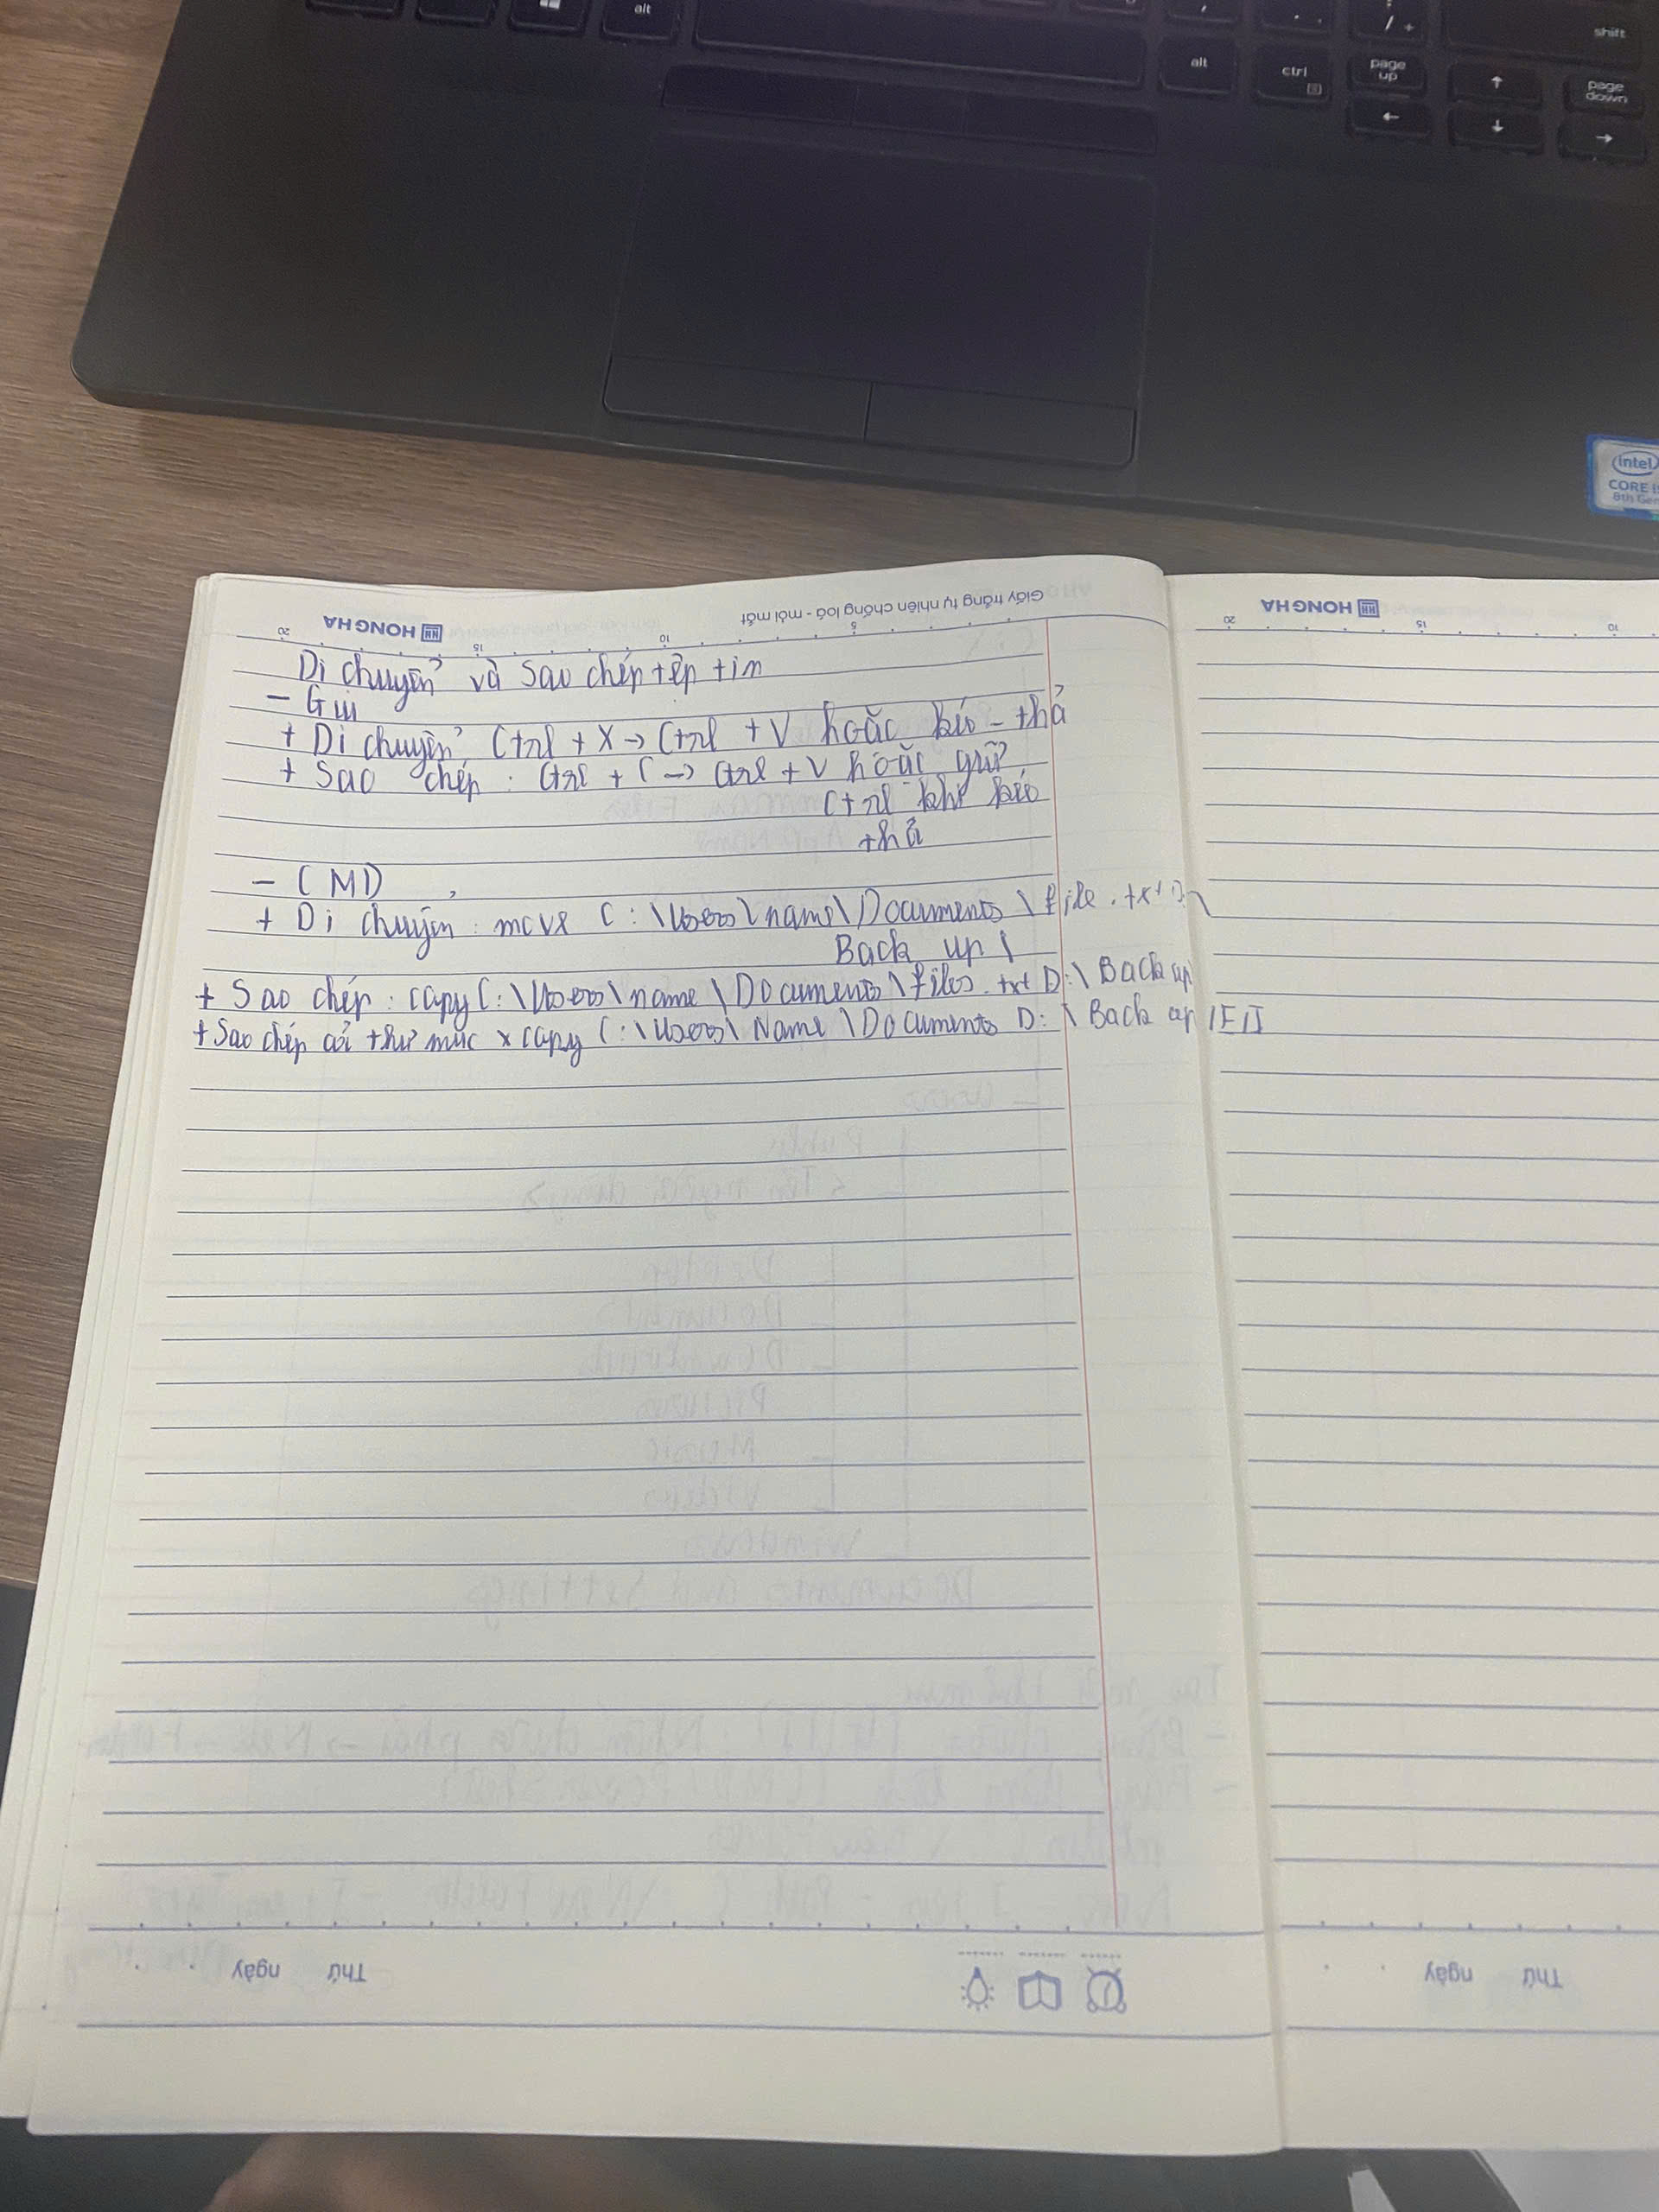 alt
alt
ctrl
page up
shift
page down
intel
CORE i5
8th Gen
HONG HA
Giấy trắng tự nhiên chống loá - mỏi mắt
HONG HA
20 15 10 5
20 15 10
Di chuyển và Sao chép tệp tin
- Gui
+ Di chuyển Ctrl + X → Ctrl + V hoặc kéo - thả
+ Sao chép : Ctrl + C → Ctrl + V hoặc giữ
Ctrl khi kéo
thả
- CMD
+ Di chuyển : move C:\Users\name\Documents\file.txt D:\
Back up\
+ Sao chép : copy C:\Users\name\Documents\files.txt D:\Back up
+ Sao chép cả thư mục xcopy C:\Users\Name\Documents D:\Back up /E/I
Thứ ngày
Thứ ngày